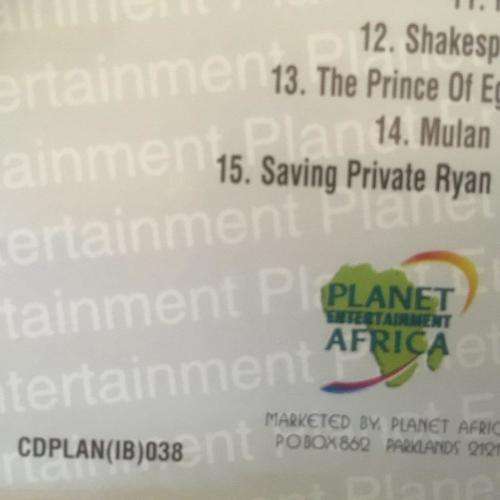 12. Shakesp
13. The Prince Of Eg
14. Mulan
15. Saving Private Ryan
PLANET
ENTERTAINMENT
AFRICA
MARKETED BY. PLANET AFRIC
P O BOX 862 PARKLANDS 2121
CDPLAN(IB)038